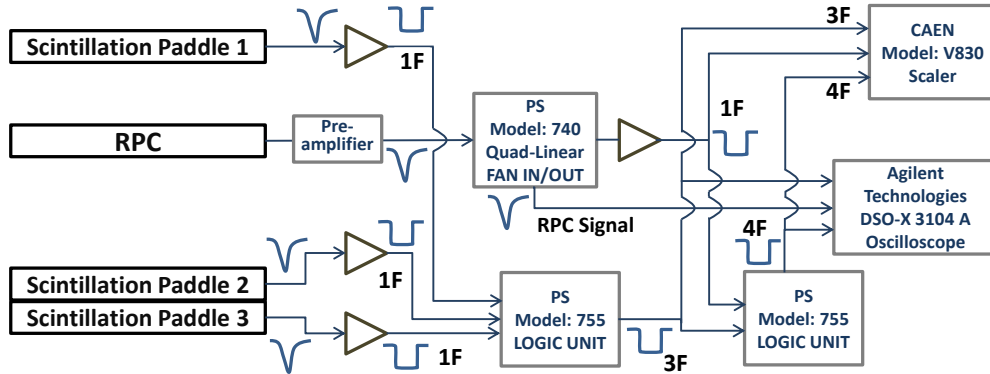 Scintillation Paddle 1
1F
3F
CAEN
Model: V830
Scaler
4F
RPC
Pre-
amplifier
PS
Model: 740
Quad-Linear
FAN IN/OUT
1F
RPC Signal
Agilent
Technologies
DSO-X 3104 A
Oscilloscope
4F
Scintillation Paddle 2
1F
Scintillation Paddle 3
1F
PS
Model: 755
LOGIC UNIT
3F
PS
Model: 755
LOGIC UNIT